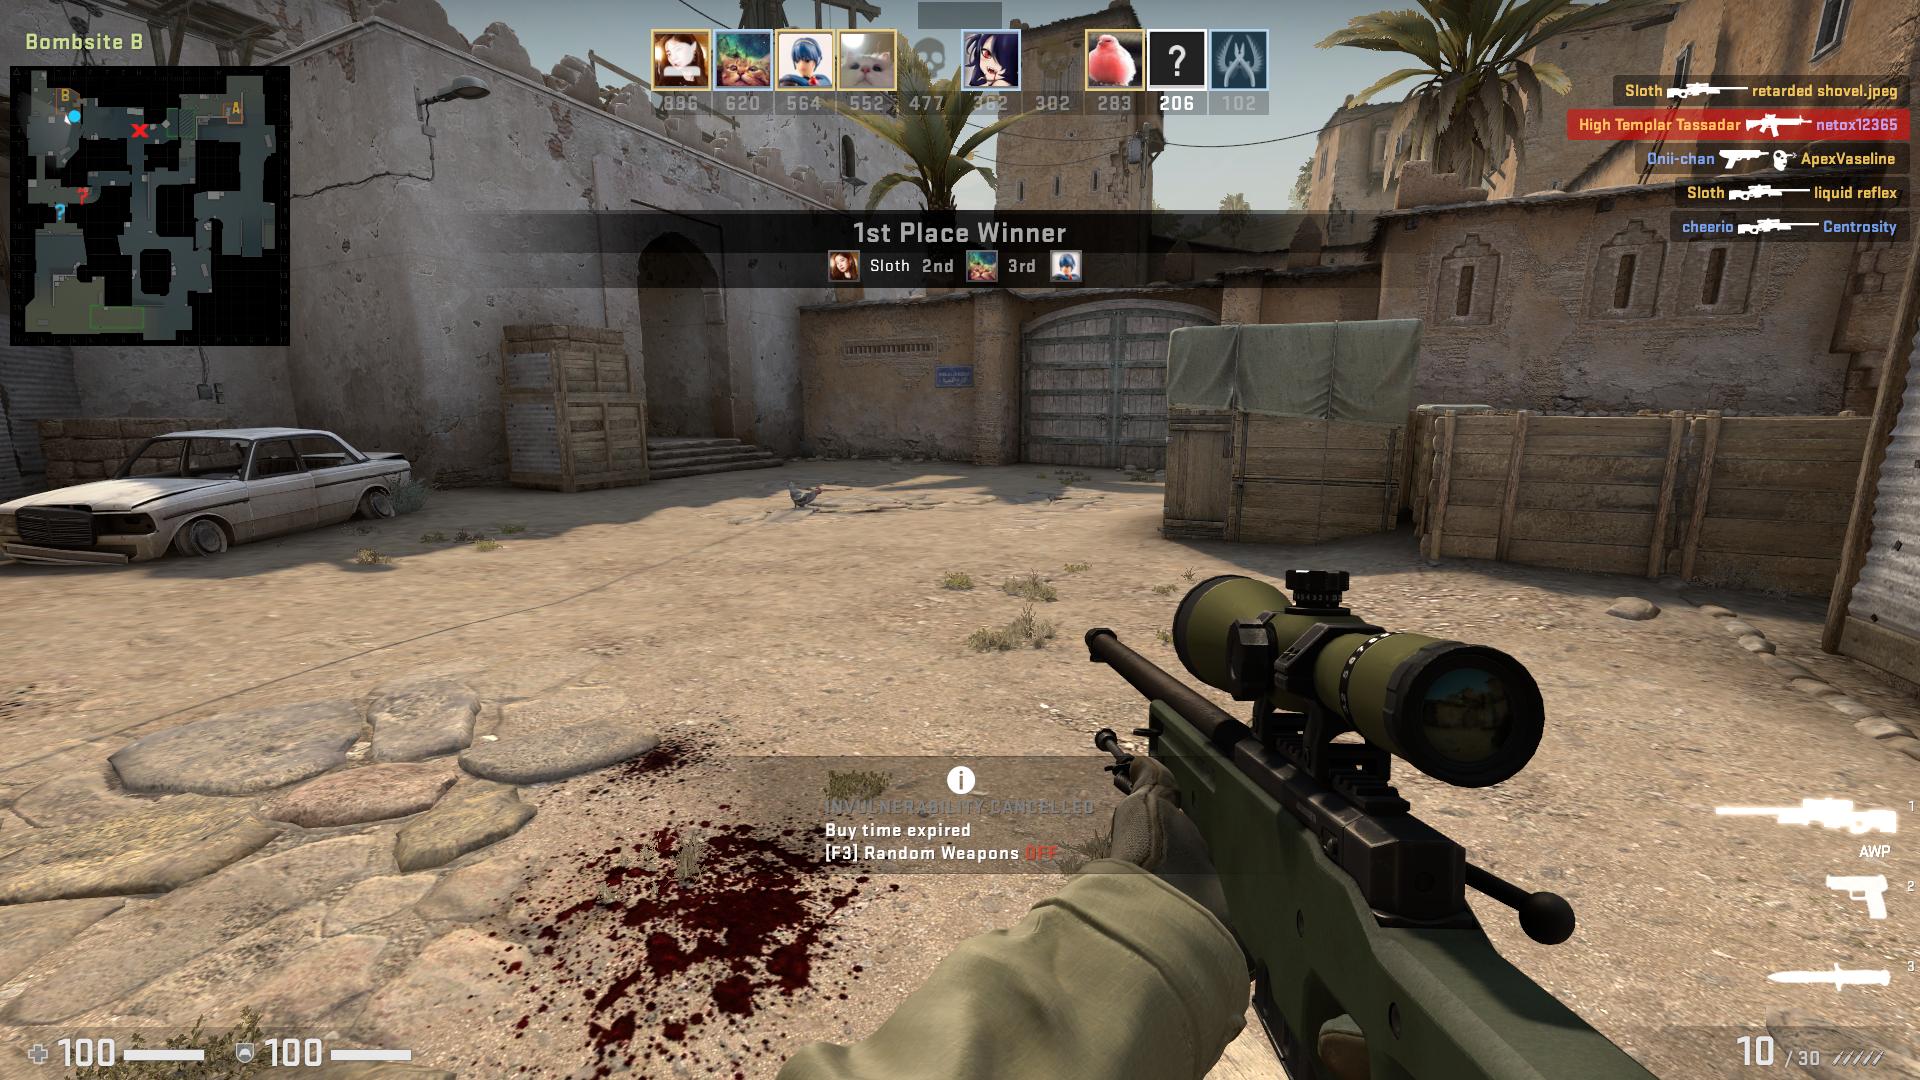 Bombsite B
B
A
?
?
886
620
564
552
477
362
302
283
206
102
?
Sloth retarded shovel.jpeg
High Templar Tassadar netox12365
Onii-chan ApexVaseline
Sloth liquid reflex
cheerio Centrosity
1st Place Winner
Sloth 2nd 3rd
i
INVULNERABILITY CANCELLED
Buy time expired
[F3] Random Weapons OFF
1
AWP
2
3
100
100
10 / 30